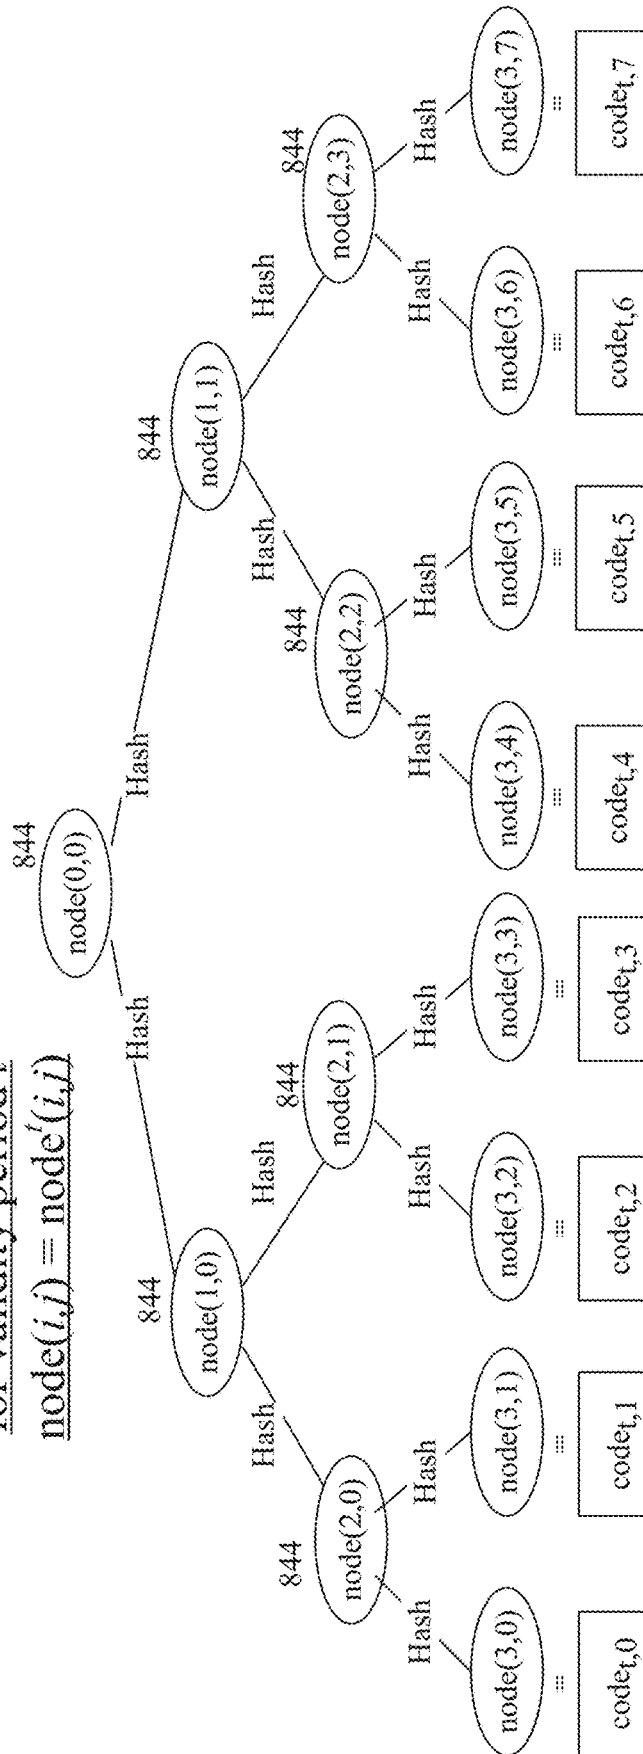 for validity period t
node(i,j) = node^t(i,j)
844
node(0,0)
Hash
Hash
844
844
node(1,0)
node(1,1)
Hash
Hash
Hash
Hash
844
844
844
844
node(2,0)
node(2,1)
node(2,2)
node(2,3)
Hash
Hash
Hash
Hash
Hash
Hash
Hash
Hash
node(3,0)
node(3,1)
node(3,2)
node(3,3)
node(3,4)
node(3,5)
node(3,6)
node(3,7)
=
=
=
=
=
=
=
=
code_t,0
code_t,1
code_t,2
code_t,3
code_t,4
code_t,5
code_t,6
code_t,7